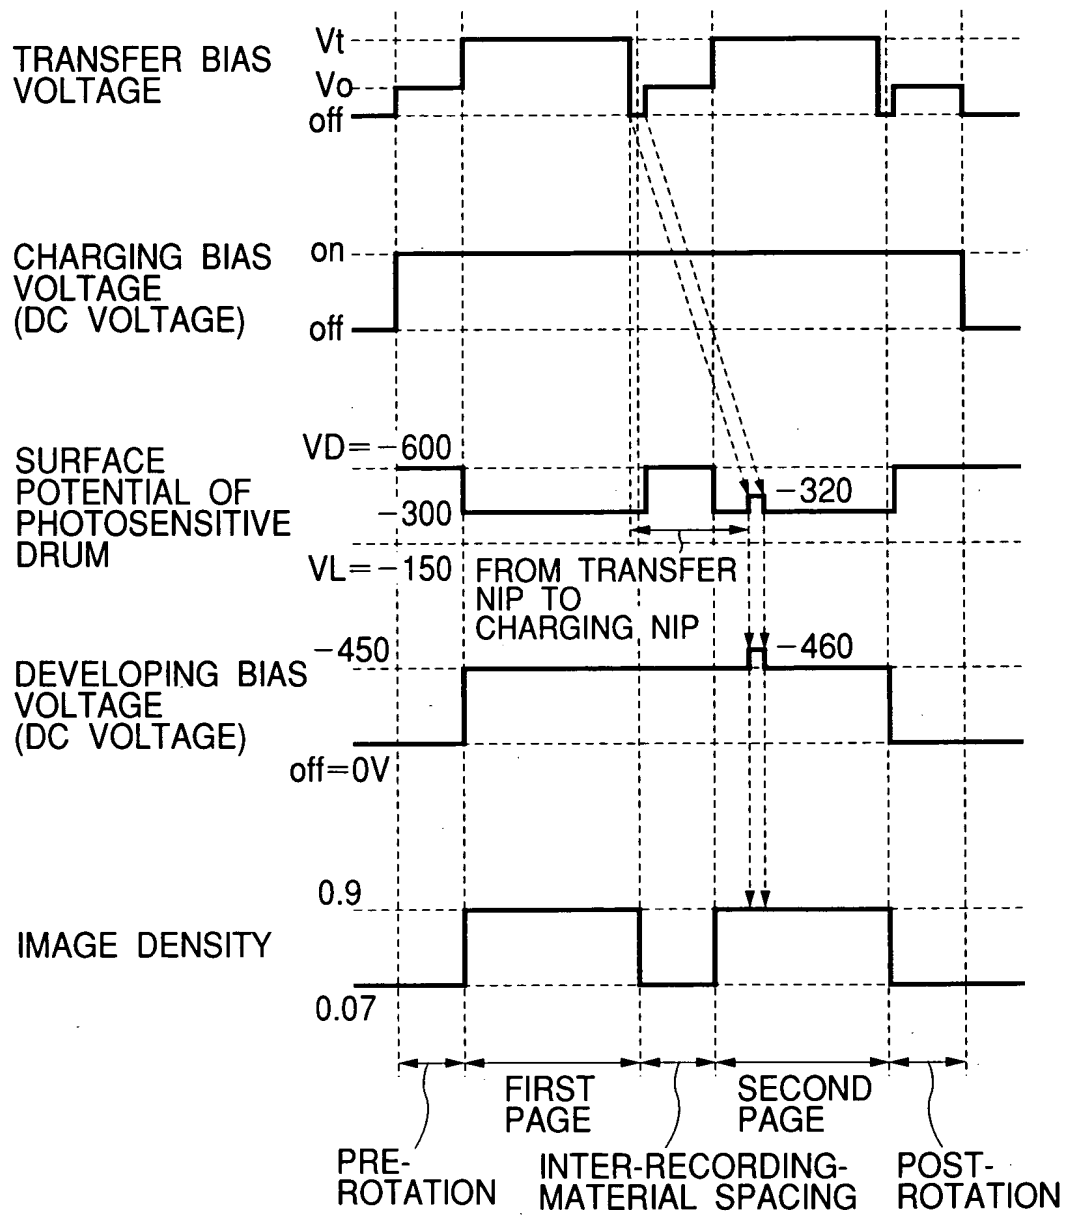 TRANSFER BIAS
VOLTAGE
Vt
Vo
off
CHARGING BIAS
VOLTAGE
(DC VOLTAGE)
on
off
SURFACE
POTENTIAL OF
PHOTOSENSITIVE
DRUM
VD=-600
-300
VL=-150
-320
FROM TRANSFER
NIP TO
CHARGING NIP
DEVELOPING BIAS
VOLTAGE
(DC VOLTAGE)
-450
-460
off=0V
IMAGE DENSITY
0.9
0.07
FIRST
PAGE
SECOND
PAGE
PRE-
ROTATION
INTER-RECORDING-
MATERIAL SPACING
POST-
ROTATION